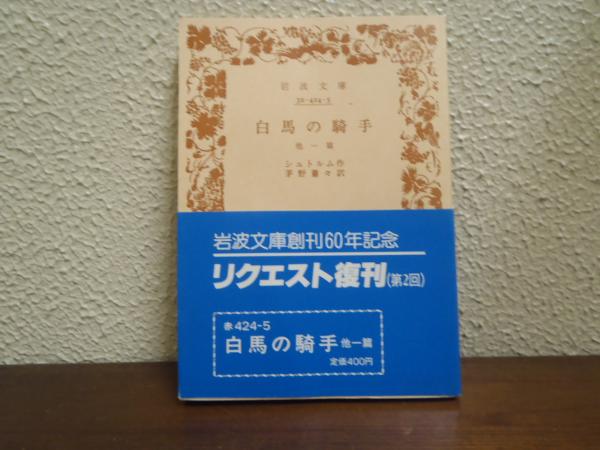 岩波文庫
32-424-5
白馬の騎手
他一篇
シュトルム作
茅野蕭々訳
岩波文庫創刊60年記念
リクエスト復刊(第2回)
赤424-5
白馬の騎手 他一篇
定価400円